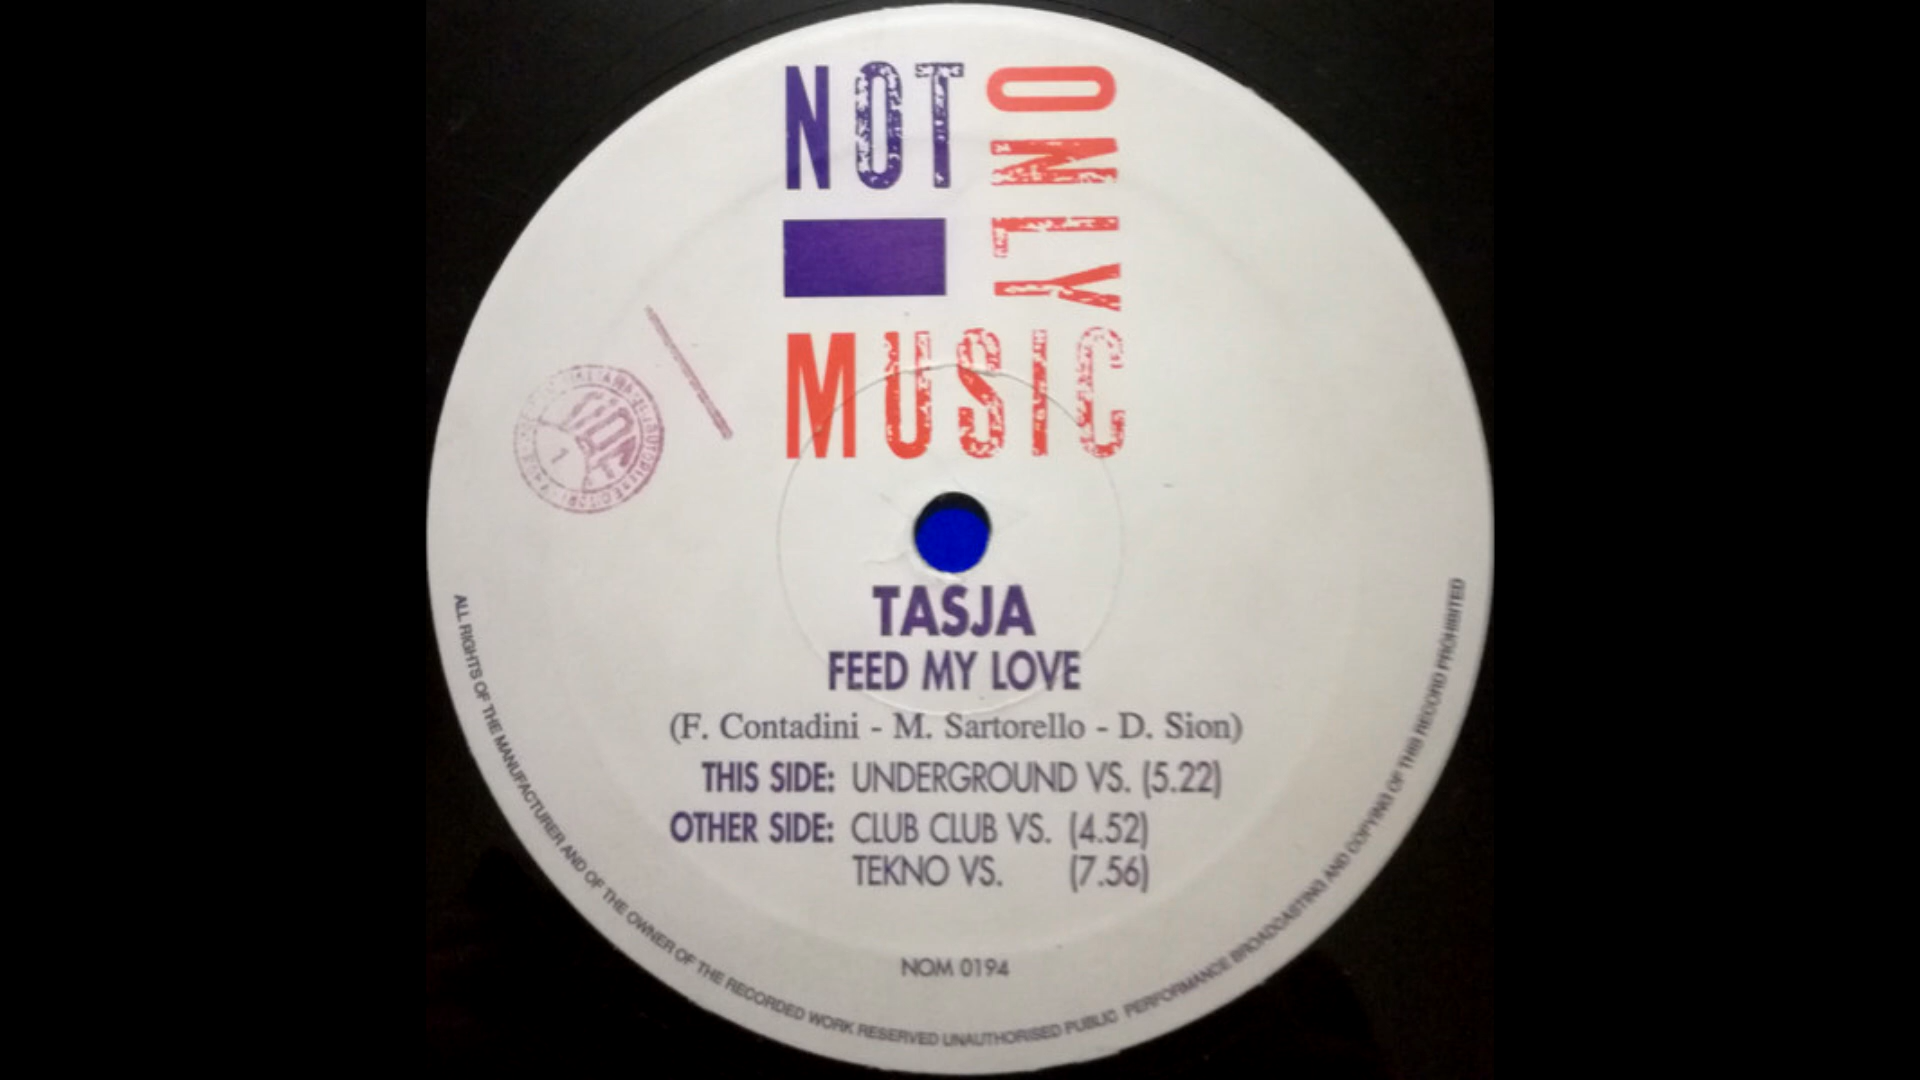 NOT
ONLY
MUSIC
TASJA
FEED MY LOVE
(F. Contadini - M. Sartorello - D. Sion)
THIS SIDE: UNDERGROUND VS. (5.22)
OTHER SIDE: CLUB CLUB VS. (4.52)
TEKNO VS. (7.56)
NOM 0194
ALL RIGHTS OF THE MANUFACTURER AND OF THE OWNER OF THE RECORDED WORK RESERVED UNAUTHORISED PUBLIC PERFORMANCE BROADCASTING AND COPYING OF THIS RECORD PROHIBITED